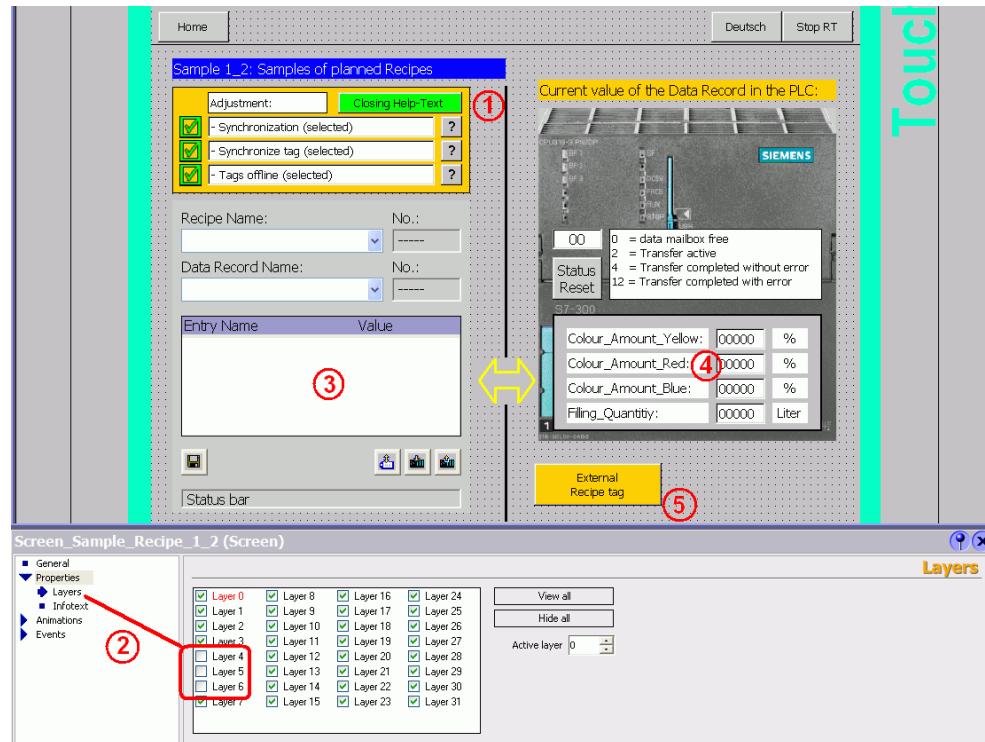 Home
Deutsch
Stop RT
Touch
Sample 1_2: Samples of planned Recipes
Adjustment:
Closing Help-Text
1
- Synchronization (selected)
?
- Synchronize tag (selected)
?
- Tags offline (selected)
?
Recipe Name:
No.:
-----
Data Record Name:
No.:
-----
Entry Name
Value
3
Status bar
Current value of the Data Record in the PLC:
SIEMENS
00
0 = data mailbox free
2 = Transfer active
4 = Transfer completed without error
12 = Transfer completed with error
Status
Reset
S7-300
Colour_Amount_Yellow:
00000
%
Colour_Amount_Red:
4
00000
%
Colour_Amount_Blue:
00000
%
Filling_Quantitiy:
00000
Liter
1
External
Recipe tag
5
Screen_Sample_Recipe_1_2 (Screen)
General
Properties
Layers
Infotext
Animations
Events
2
Layers
Layer 0
Layer 8
Layer 16
Layer 24
Layer 1
Layer 9
Layer 17
Layer 25
Layer 2
Layer 10
Layer 18
Layer 26
Layer 3
Layer 11
Layer 19
Layer 27
Layer 4
Layer 12
Layer 20
Layer 28
Layer 5
Layer 13
Layer 21
Layer 29
Layer 6
Layer 14
Layer 22
Layer 30
Layer 7
Layer 15
Layer 23
Layer 31
View all
Hide all
Active layer 0